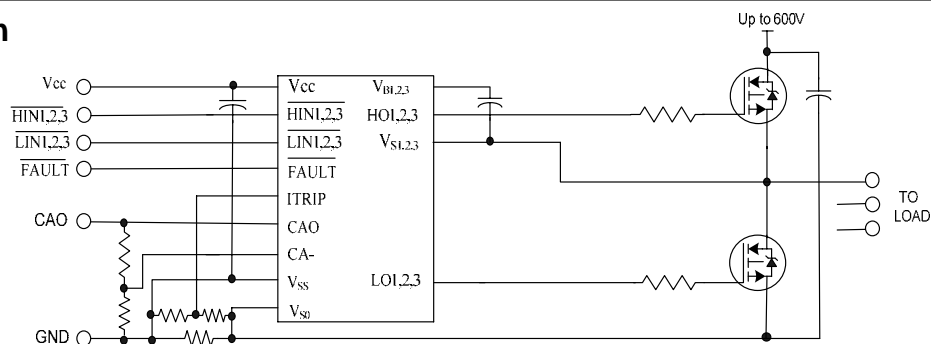 n
Up to 600V
Vcc
HIN1,2,3
LIN1,2,3
FAULT
CAO
GND
Vcc
HIN1,2,3
LIN1,2,3
FAULT
ITRIP
CAO
CA-
VSS
VS0
VB1,2,3
HO1,2,3
VS1,2,3
LO1,2,3
TO
LOAD